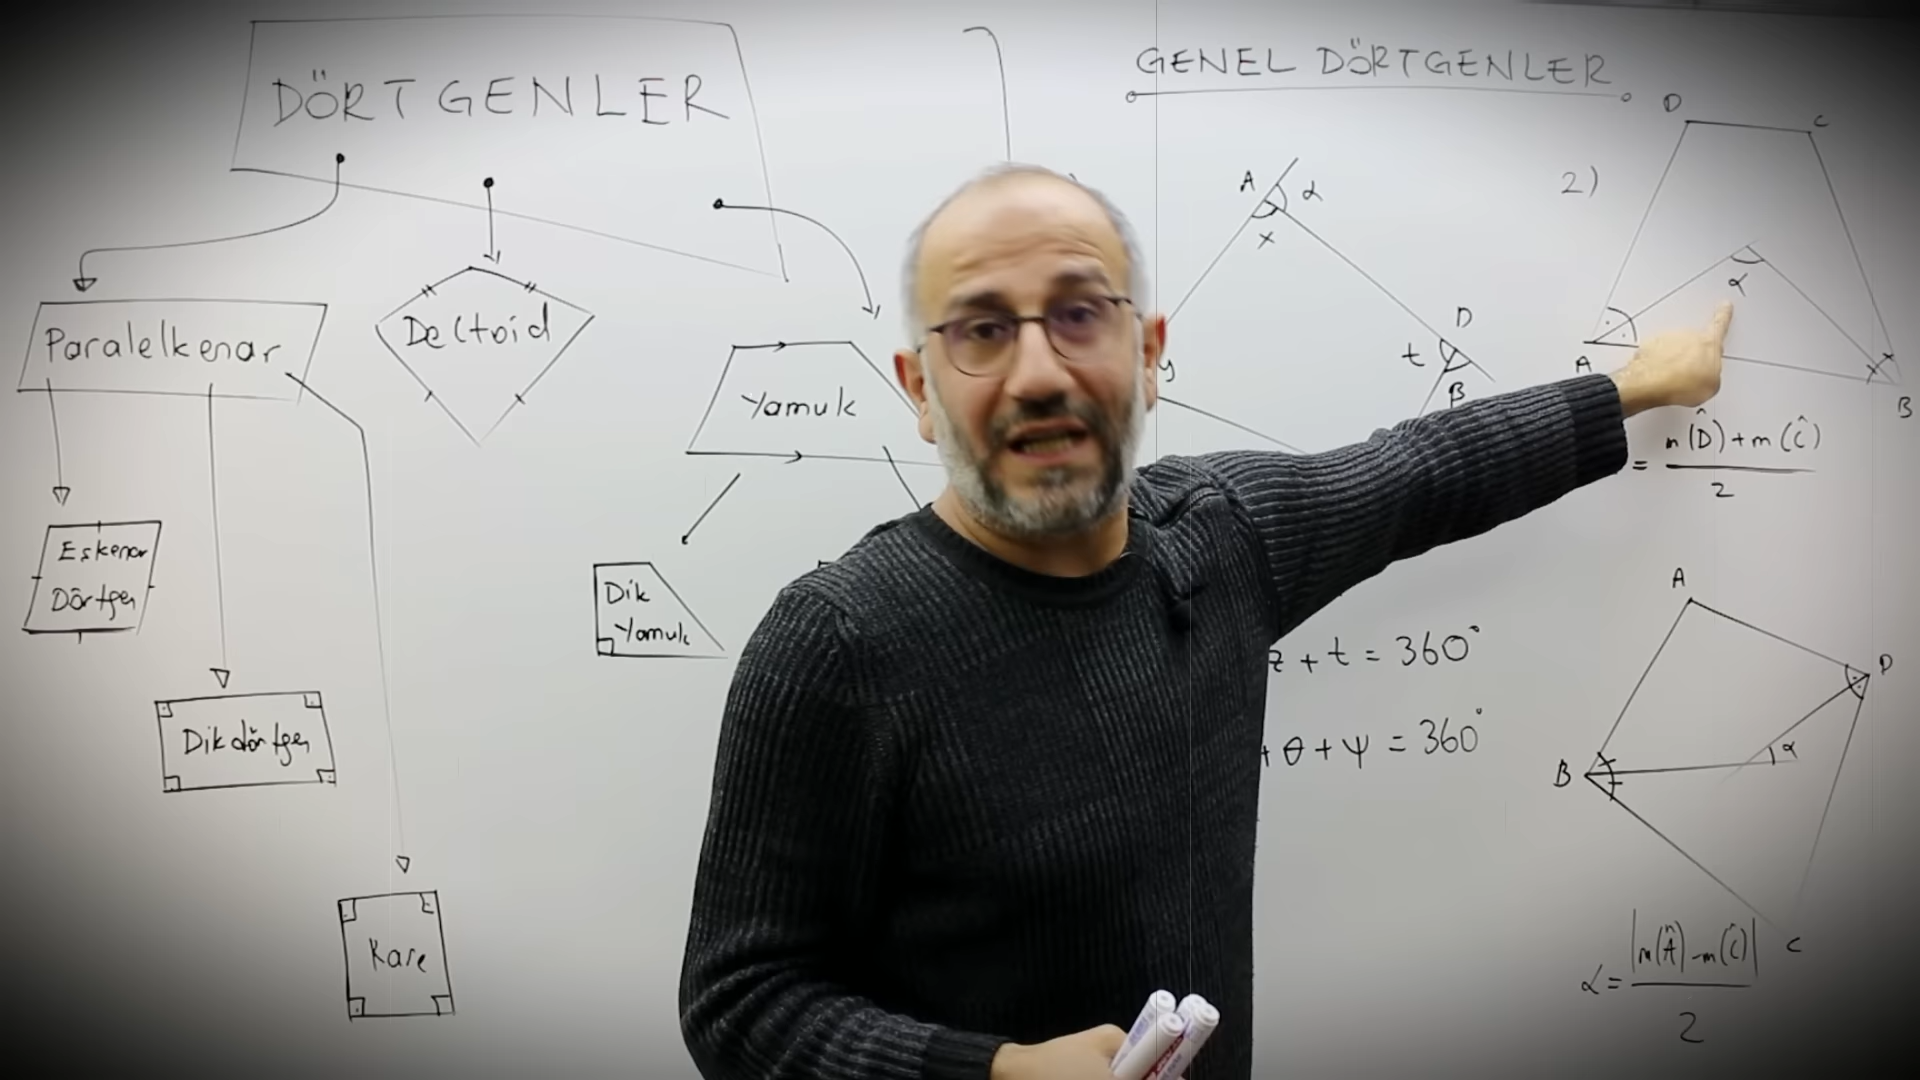 DÖRTGENLER
Paralelkenar
Deltoid
Yamuk
Eşkenar
Dörtgen
Dikdörtgen
Kare
Dik
Yamuk
GENEL DÖRTGENLER
A
α
x
D
t
β
y
z + t = 360°
+ θ + ψ = 360°
2)
D
C
α
A
B
= m(D̂) + m(Ĉ)
2
A
D
B
α
C
α = |m(Â) - m(Ĉ)|
2